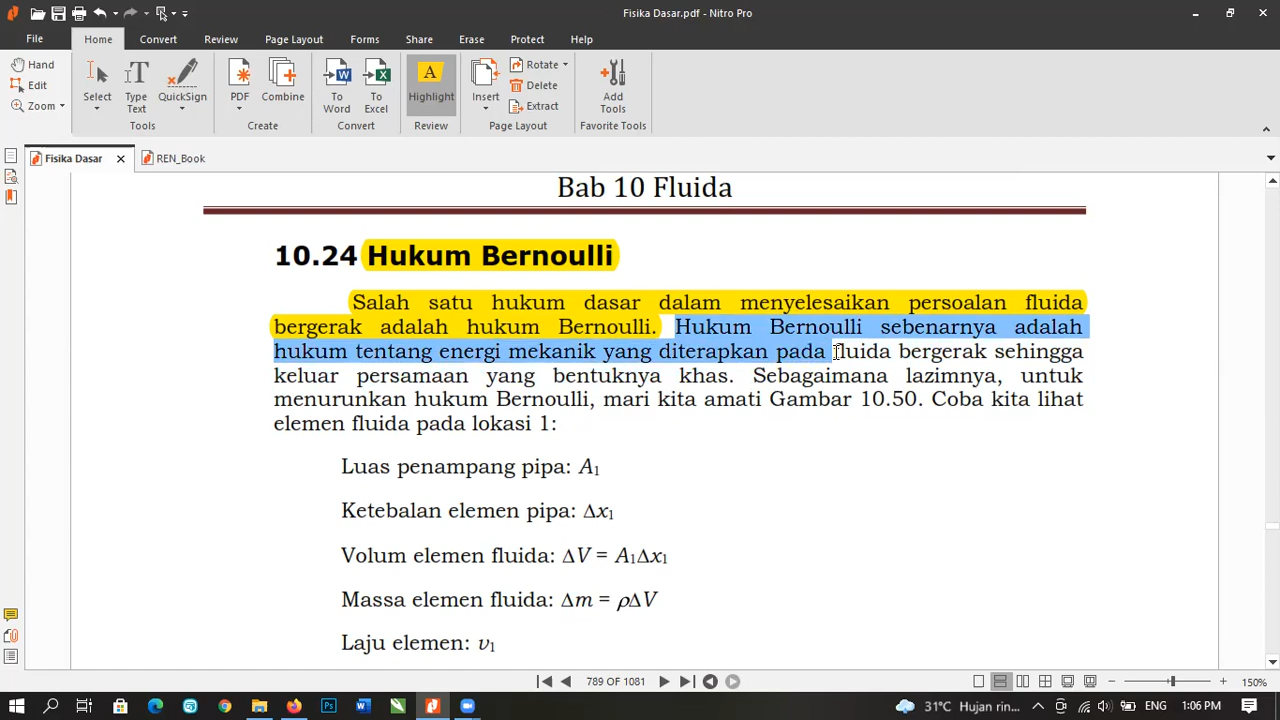 Fisika Dasar.pdf - Nitro Pro
File Home Convert Review Page Layout Forms Share Erase Protect Help
Hand
Edit
Zoom
Select
Type Text
QuickSign
Tools
PDF
Combine
Create
To Word
To Excel
Convert
A
Highlight
Review
Insert
Rotate
Delete
Extract
Page Layout
Add Tools
Favorite Tools
Fisika Dasar
REN_Book
Bab 10 Fluida
10.24 Hukum Bernoulli
Salah satu hukum dasar dalam menyelesaikan persoalan fluida
bergerak adalah hukum Bernoulli. Hukum Bernoulli sebenarnya adalah
hukum tentang energi mekanik yang diterapkan pada fluida bergerak sehingga
keluar persamaan yang bentuknya khas. Sebagaimana lazimnya, untuk
menurunkan hukum Bernoulli, mari kita amati Gambar 10.50. Coba kita lihat
elemen fluida pada lokasi 1:
Luas penampang pipa: A₁
Ketebalan elemen pipa: Δx₁
Volum elemen fluida: ΔV = A₁Δx₁
Massa elemen fluida: Δm = ρΔV
Laju elemen: υ₁
789 OF 1081
150%
31°C Hujan rin... ENG 1:06 PM